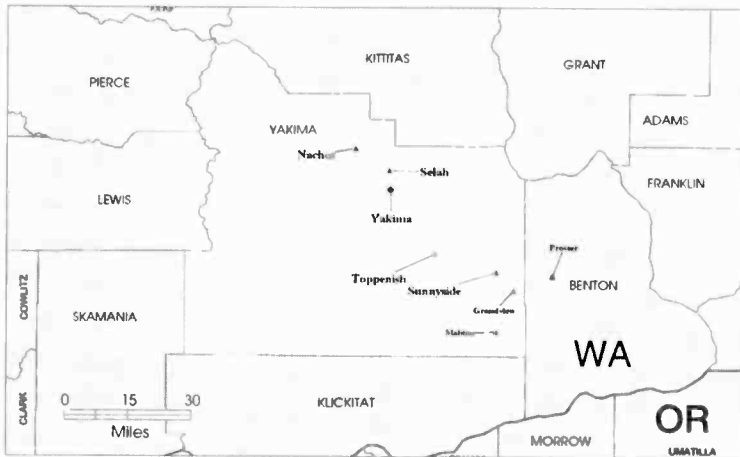 KITTITAS
GRANT
PIERCE
ADAMS
YAKIMA
Selah
FRANKLIN
LEWIS
Yakima
Prosser
Toppenish
Sunnyside
BENTON
COWLITZ
SKAMANIA
Grandview
WA
0 15 30
Miles
KLICKITAT
CLARK
OR
MORROW
UMATILLA